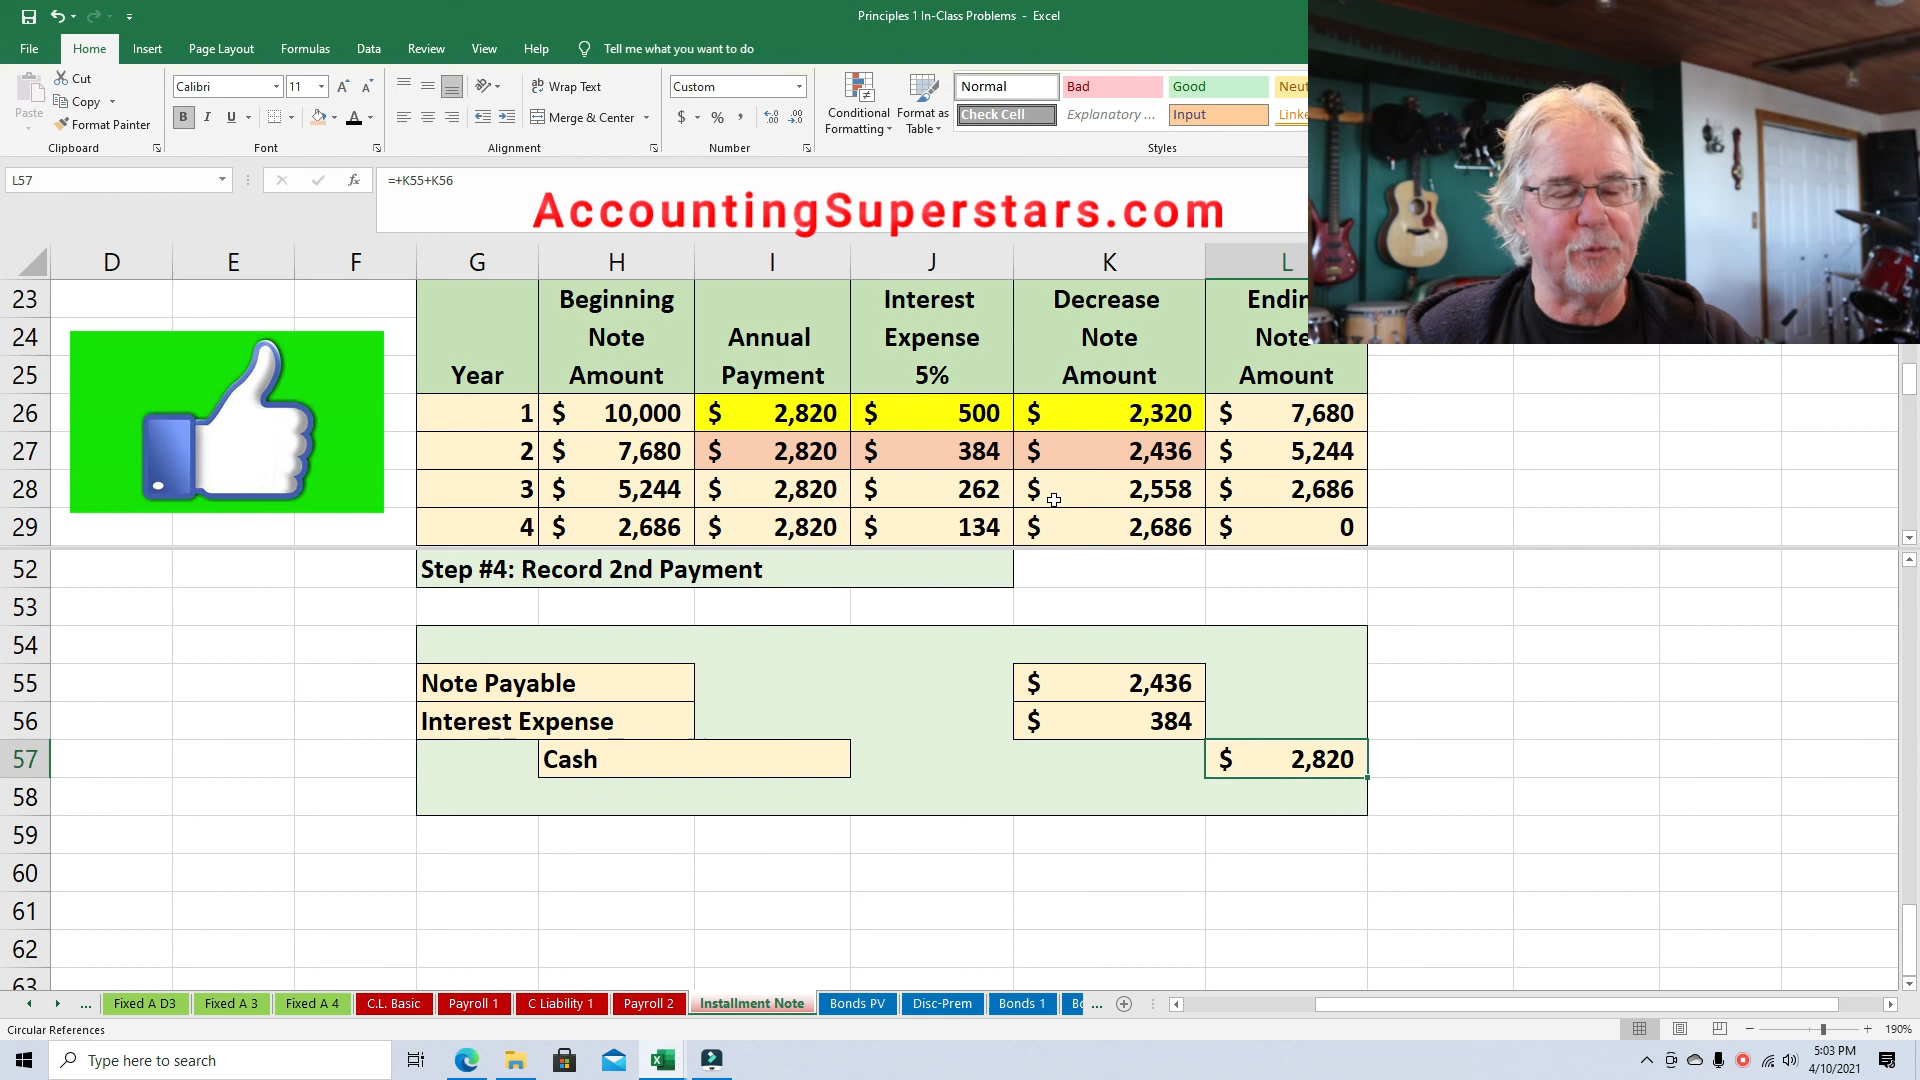 Principles 1 In-Class Problems - Excel
File Home Insert Page Layout Formulas Data Review View Help Tell me what you want to do
Paste
Cut
Copy
Format Painter
Clipboard
Calibri 11
B I U
Font
Wrap Text
Merge & Center
Alignment
Custom
$ % ,
Number
Conditional Formatting
Format as Table
Normal Bad Good
Check Cell Explanatory ... Input
Styles
L57 fx =+K55+K56
AccountingSuperstars.com
D E F G H I J K L
23 Beginning Interest Decrease
24 Note Annual Expense Note Note
25 Year Amount Payment 5% Amount Amount
26 1 $ 10,000 $ 2,820 $ 500 $ 2,320 $ 7,680
27 2 $ 7,680 $ 2,820 $ 384 $ 2,436 $ 5,244
28 3 $ 5,244 $ 2,820 $ 262 $ 2,558 $ 2,686
29 4 $ 2,686 $ 2,820 $ 134 $ 2,686 $ 0
52 Step #4: Record 2nd Payment
53
54
55 Note Payable $ 2,436
56 Interest Expense $ 384
57 Cash $ 2,820
58
59
60
61
62
63
... Fixed A D3 Fixed A 3 Fixed A 4 C.L. Basic Payroll 1 C Liability 1 Payroll 2 Installment Note Bonds PV Disc-Prem Bonds 1 ...
Circular References 190%
Type here to search
5:03 PM
4/10/2021